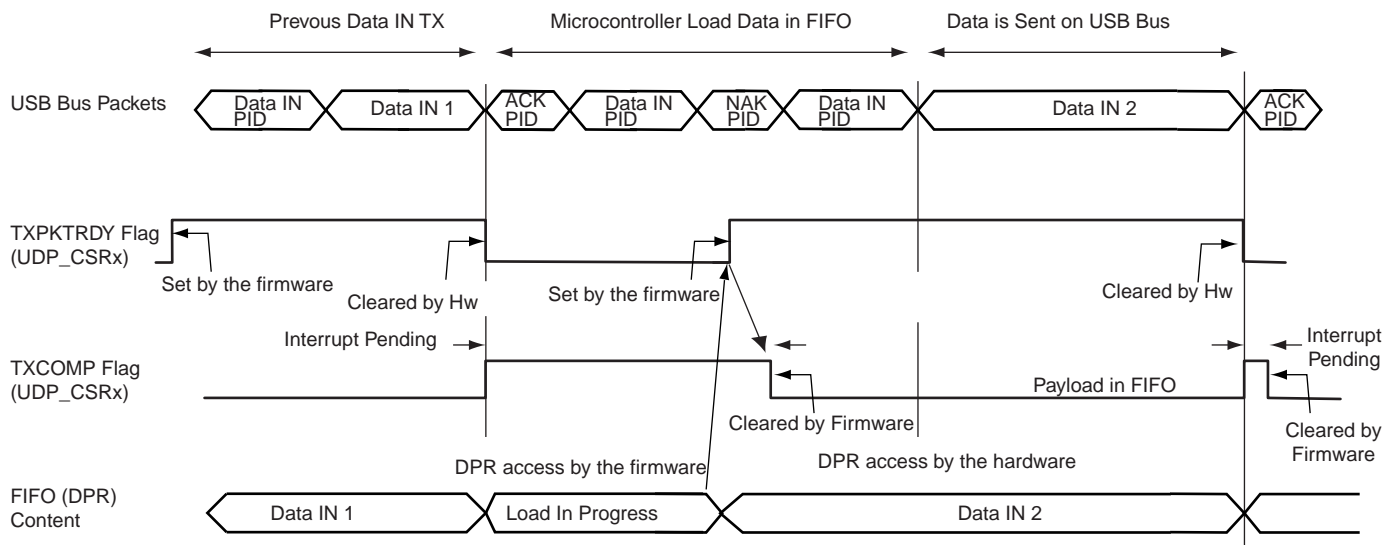 Prevous Data IN TX
Microcontroller Load Data in FIFO
Data is Sent on USB Bus
USB Bus Packets
Data IN
PID
Data IN 1
ACK
PID
Data IN
PID
NAK
PID
Data IN
PID
Data IN 2
ACK
PID
TXPKTRDY Flag
(UDP_CSRx)
Set by the firmware
Cleared by Hw
Set by the firmware
Cleared by Hw
Interrupt Pending
Interrupt
Pending
TXCOMP Flag
(UDP_CSRx)
Payload in FIFO
Cleared by Firmware
Cleared by
Firmware
DPR access by the firmware
DPR access by the hardware
FIFO (DPR)
Content
Data IN 1
Load In Progress
Data IN 2